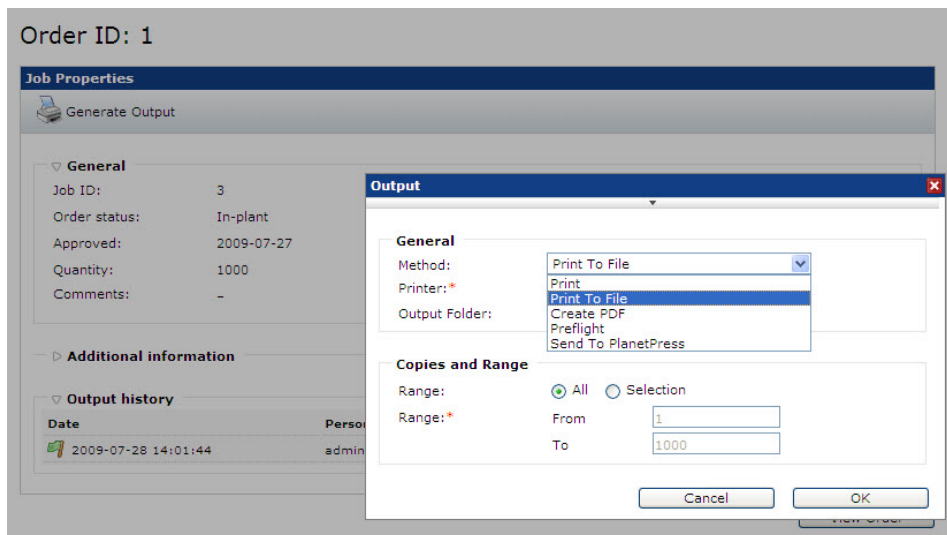 Order ID: 1
Job Properties
Generate Output
General
Job ID: 3
Order status: In-plant
Approved: 2009-07-27
Quantity: 1000
Comments: –
Additional information
Output history
Date
2009-07-28 14:01:44 admin
Output
General
Method: Print To File
Printer:* Print
Print To File
Output Folder: Create PDF
Preflight
Send To PlanetPress
Copies and Range
Range: All Selection
Range:* From 1
To 1000
Cancel OK
View Order